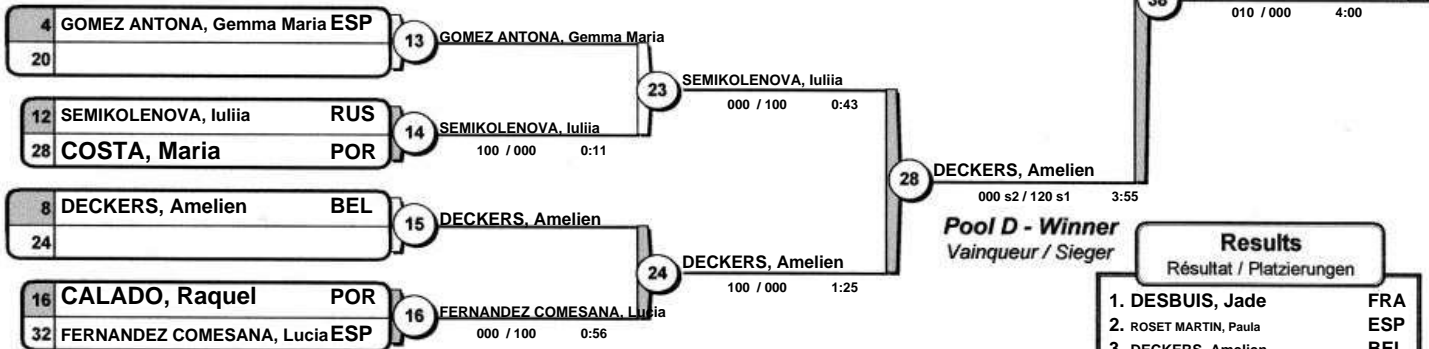 38
010 / 000 4:00
4 GOMEZ ANTONA, Gemma Maria ESP
20
13
GOMEZ ANTONA, Gemma Maria
23
SEMIKOLENOVA, Iuliia
000 / 100 0:43
12 SEMIKOLENOVA, Iuliia RUS
28 COSTA, Maria POR
14
SEMIKOLENOVA, Iuliia
100 / 000 0:11
28
DECKERS, Amelien
000 s2 / 120 s1 3:55
8 DECKERS, Amelien BEL
24
15
DECKERS, Amelien
24
DECKERS, Amelien
100 / 000 1:25
16 CALADO, Raquel POR
32 FERNANDEZ COMESANA, Lucia ESP
16
FERNANDEZ COMESANA, Lucia
000 / 100 0:56
Pool D - Winner
Vainqueur / Sieger
Results
Résultat / Platzierungen
1. DESBUIS, Jade FRA
2. ROSET MARTIN, Paula ESP
3. DECKERS, Amelien BEL